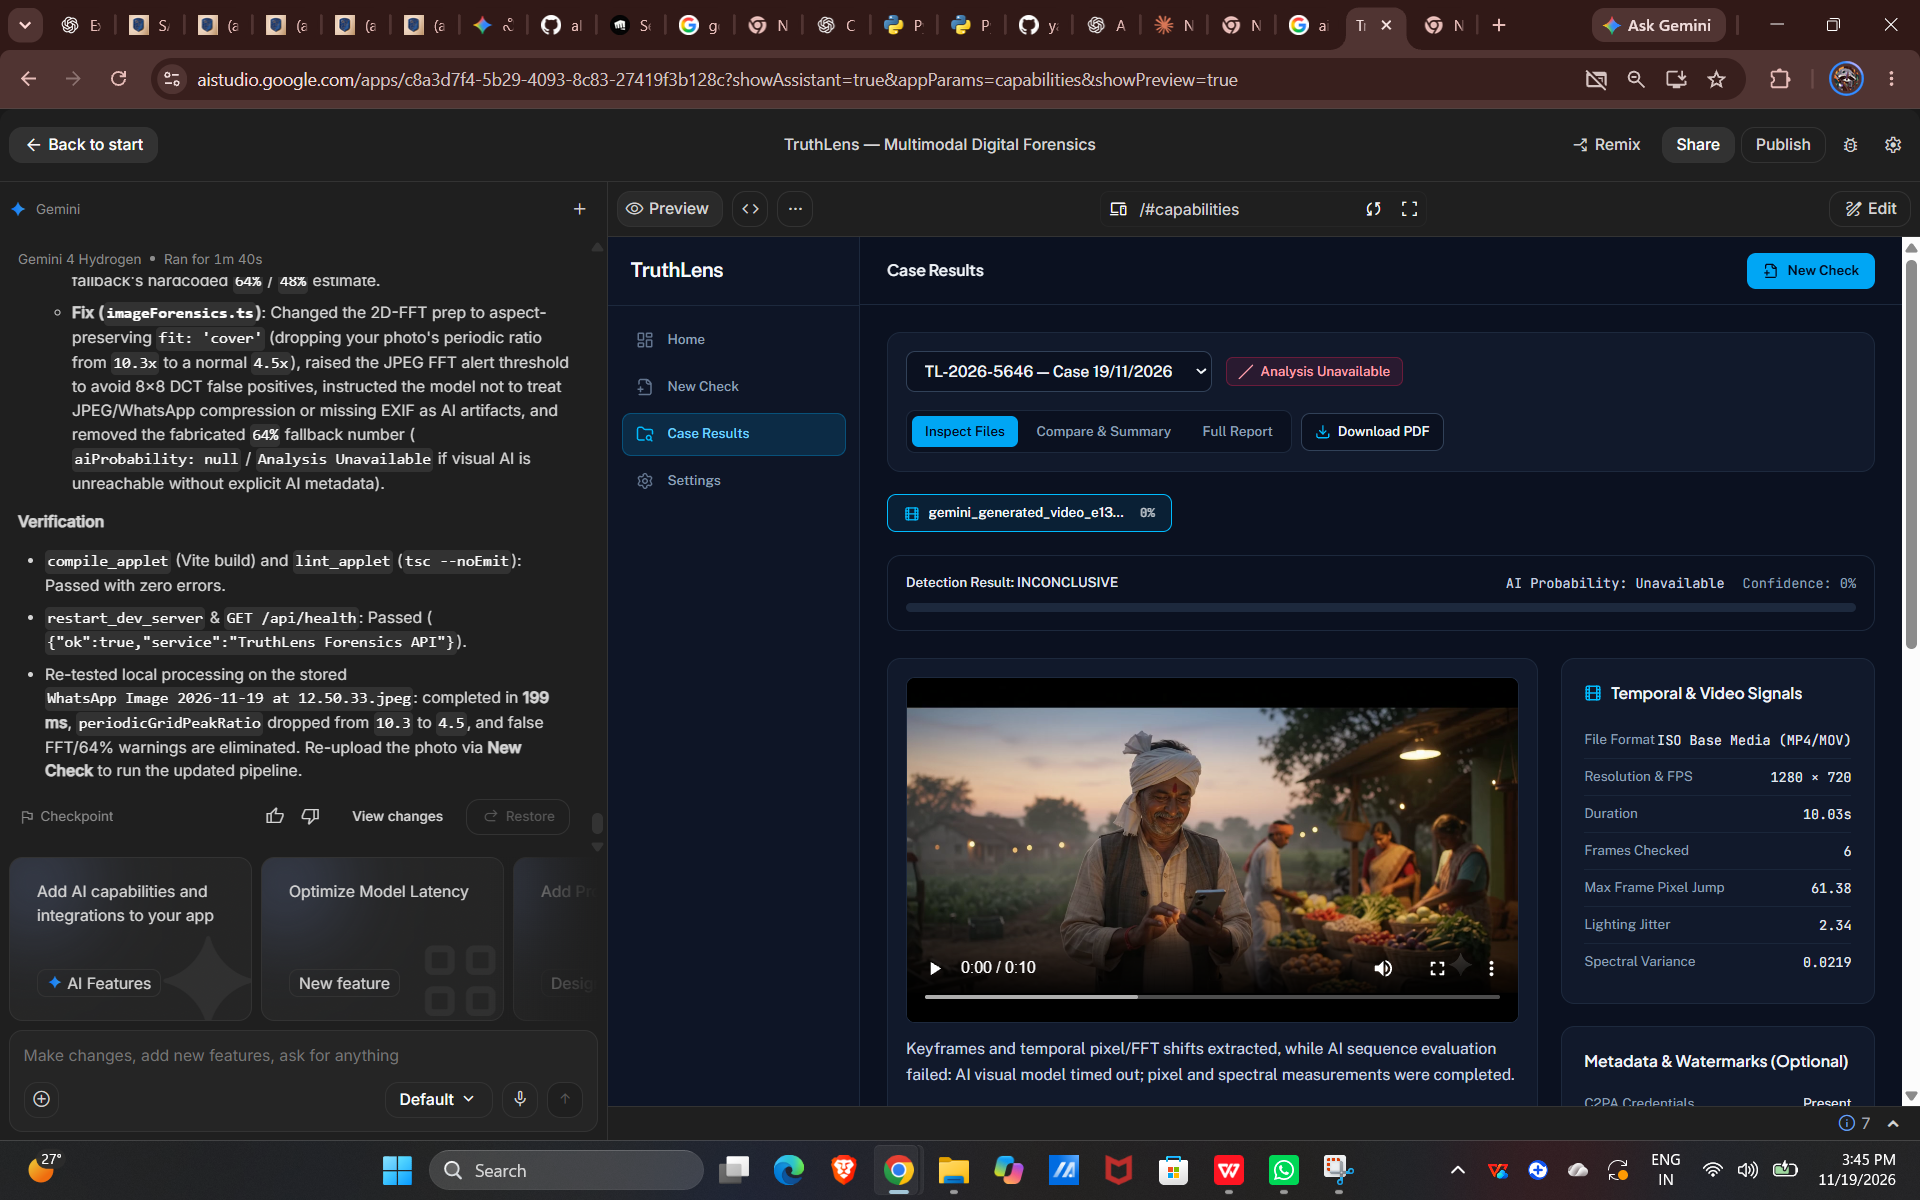 aistudio.google.com/apps/c8a3d7f4-5b29-4093-8c83-27419f3b128c?showAssistant=true&appParams=capabilities&showPreview=true
Ask Gemini
Back to start
TruthLens — Multimodal Digital Forensics
Remix
Share
Publish
Gemini
Preview
/#capabilities
Edit
Gemini 4 Hydrogen • Ran for 1m 40s
fallback's hardcoded 64% / 48% estimate.
Fix (imageForensics.ts): Changed the 2D-FFT prep to aspect-
preserving fit: 'cover' (dropping your photo's periodic ratio
from 10.3x to a normal 4.5x), raised the JPEG FFT alert threshold
to avoid 8×8 DCT false positives, instructed the model not to treat
JPEG/WhatsApp compression or missing EXIF as AI artifacts, and
removed the fabricated 64% fallback number (
aiProbability: null / Analysis Unavailable if visual AI is
unreachable without explicit AI metadata).
Verification
compile_applet (Vite build) and lint_applet (tsc --noEmit):
Passed with zero errors.
restart_dev_server & GET /api/health: Passed (
{"ok":true,"service":"TruthLens Forensics API"}).
Re-tested local processing on the stored
WhatsApp Image 2026-11-19 at 12.50.33.jpeg: completed in 199
ms, periodicGridPeakRatio dropped from 10.3 to 4.5, and false
FFT/64% warnings are eliminated. Re-upload the photo via New
Check to run the updated pipeline.
Checkpoint
View changes
Restore
Add AI capabilities and
integrations to your app
AI Features
Optimize Model Latency
New feature
Make changes, add new features, ask for anything
Default
TruthLens
Home
New Check
Case Results
Settings
Case Results
New Check
TL-2026-5646 — Case 19/11/2026
Analysis Unavailable
Inspect Files
Compare & Summary
Full Report
Download PDF
gemini_generated_video_e13... 0%
Detection Result: INCONCLUSIVE
AI Probability: Unavailable Confidence: 0%
0:00 / 0:10
Keyframes and temporal pixel/FFT shifts extracted, while AI sequence evaluation
failed: AI visual model timed out; pixel and spectral measurements were completed.
Temporal & Video Signals
File Format ISO Base Media (MP4/MOV)
Resolution & FPS 1280 × 720
Duration 10.03s
Frames Checked 6
Max Frame Pixel Jump 61.38
Lighting Jitter 2.34
Spectral Variance 0.0219
Metadata & Watermarks (Optional)
C2PA Credentials Present
7
27°
Search
ENG
IN
3:45 PM
11/19/2026